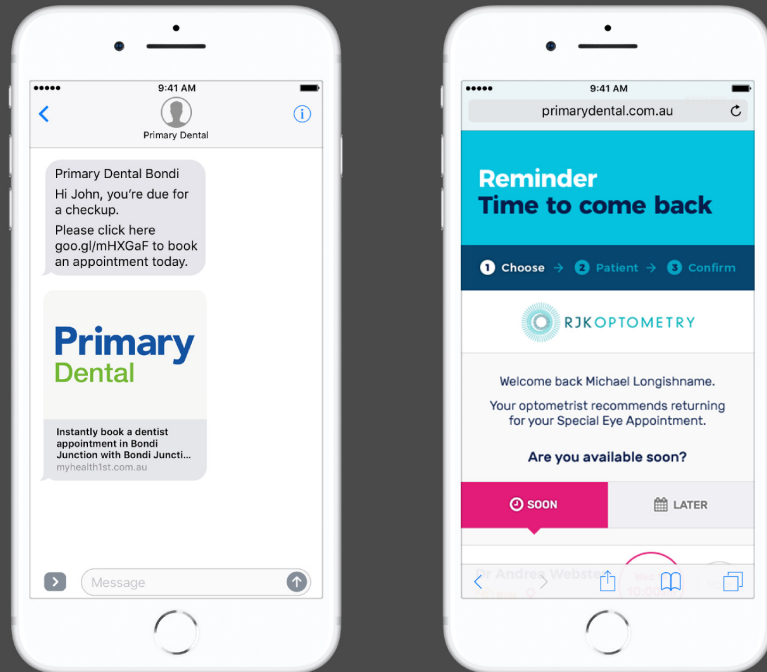 9:41 AM
Primary Dental
Primary Dental Bondi
Hi John, you're due for
a checkup.
Please click here
goo.gl/mHXGaF to book
an appointment today.
Primary
Dental
Instantly book a dentist
appointment in Bondi
Junction with Bondi Juncti...
myhealth1st.com.au
Message
9:41 AM
primarydental.com.au
Reminder
Time to come back
1 Choose → 2 Patient → 3 Confirm
RJKOPTOMETRY
Welcome back Michael Longishname.
Your optometrist recommends returning
for your Special Eye Appointment.
Are you available soon?
SOON
LATER
Dr Andrea Webster